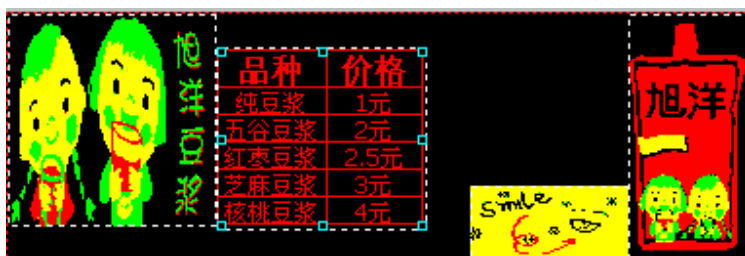 旭洋豆浆
品种 价格
纯豆浆 1元
五谷豆浆 2元
红枣豆浆 2.5元
芝麻豆浆 3元
核桃豆浆 4元
smile
旭洋